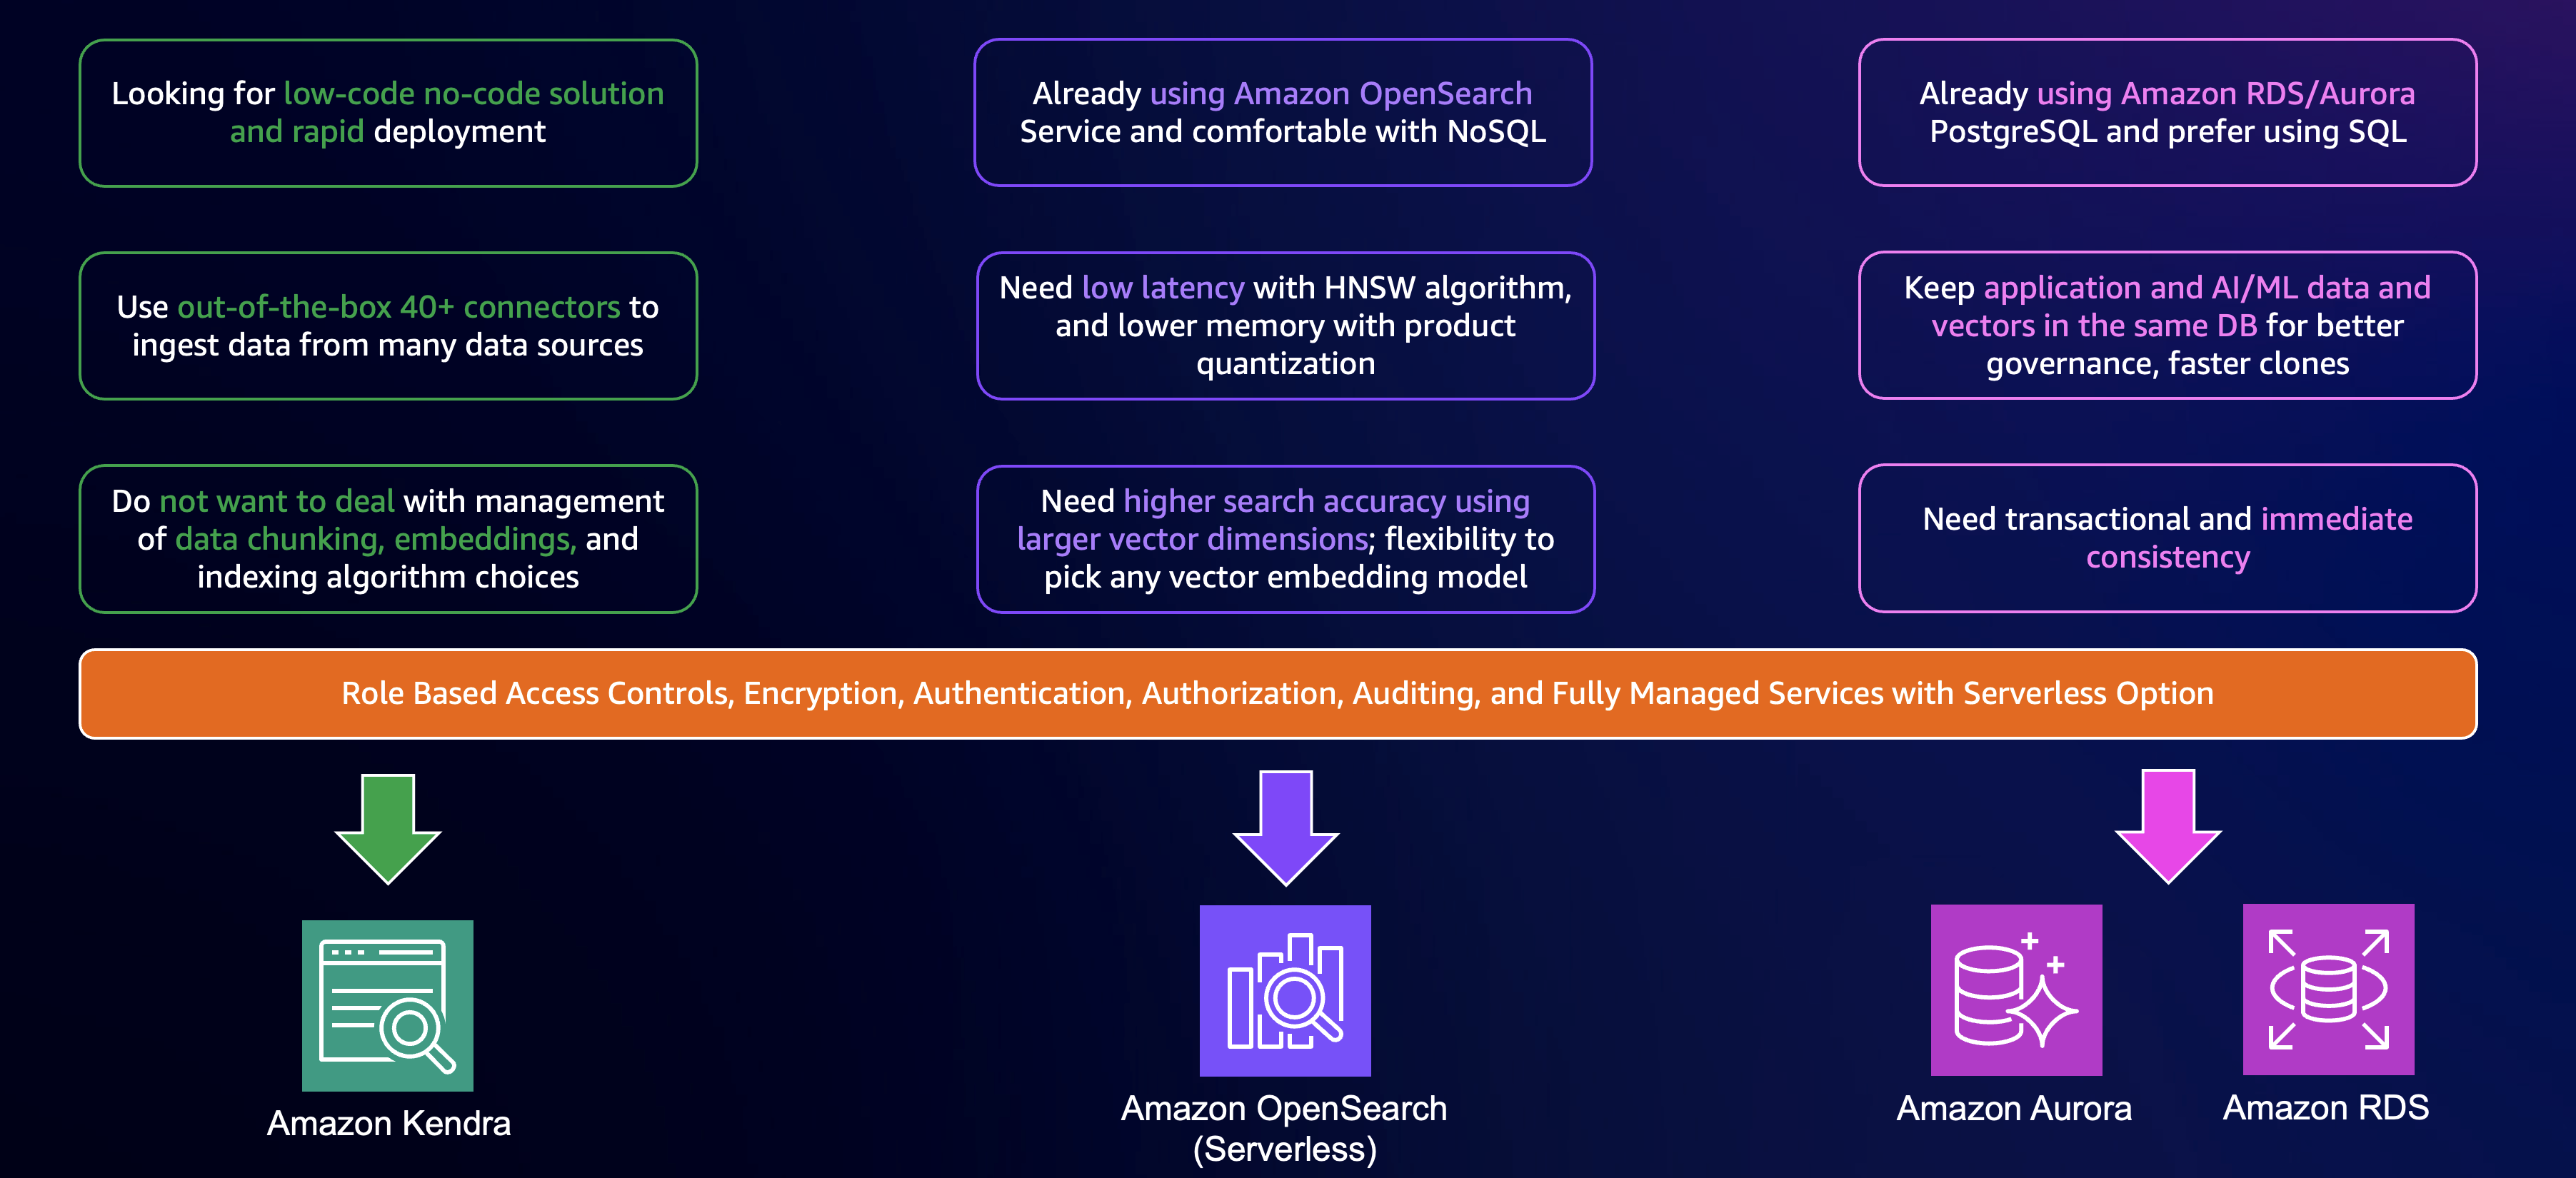 Looking for low-code no-code solution
and rapid deployment
Already using Amazon OpenSearch
Service and comfortable with NoSQL
Already using Amazon RDS/Aurora
PostgreSQL and prefer using SQL
Use out-of-the-box 40+ connectors to
ingest data from many data sources
Need low latency with HNSW algorithm,
and lower memory with product
quantization
Keep application and AI/ML data and
vectors in the same DB for better
governance, faster clones
Do not want to deal with management
of data chunking, embeddings, and
indexing algorithm choices
Need higher search accuracy using
larger vector dimensions; flexibility to
pick any vector embedding model
Need transactional and immediate
consistency
Role Based Access Controls, Encryption, Authentication, Authorization, Auditing, and Fully Managed Services with Serverless Option
Amazon Kendra
Amazon OpenSearch
(Serverless)
Amazon Aurora
Amazon RDS